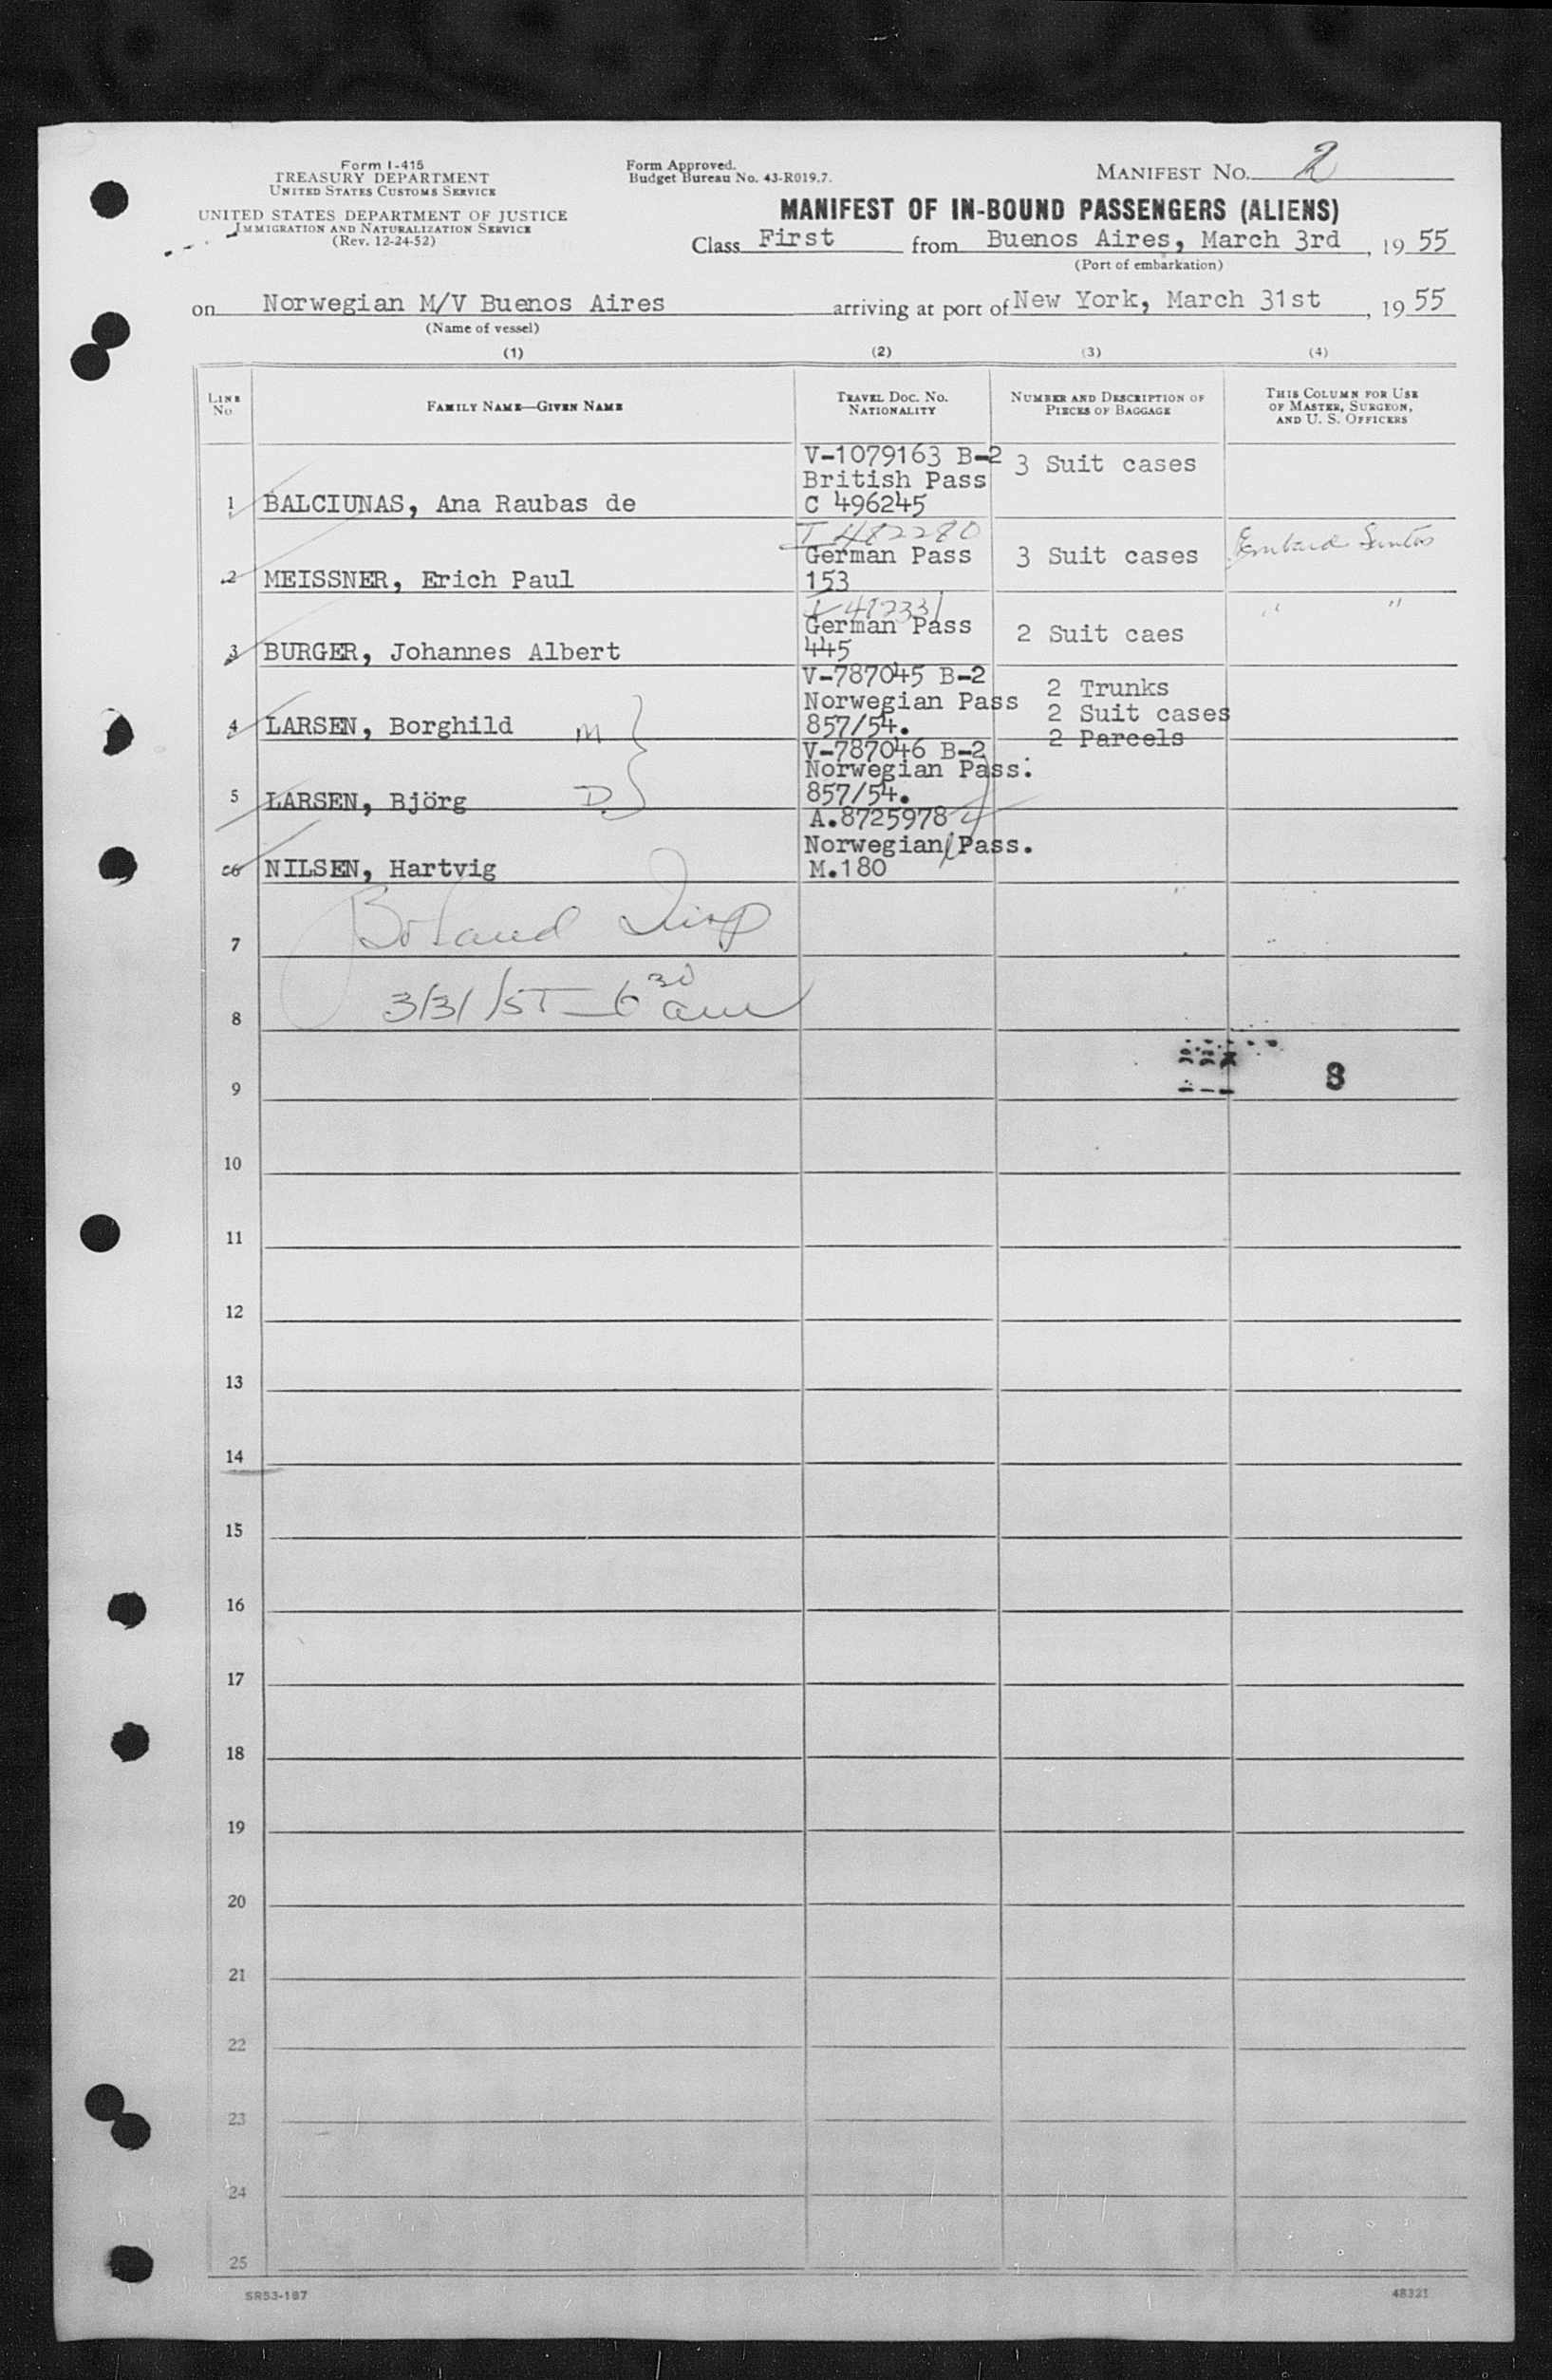 Form I-415
TREASURY DEPARTMENT
UNITED STATES CUSTOMS SERVICE
UNITED STATES DEPARTMENT OF JUSTICE
IMMIGRATION AND NATURALIZATION SERVICE
(Rev. 12-24-52)
Form Approved.
Budget Bureau No. 43-R019.7.
MANIFEST NO. 2
MANIFEST OF IN-BOUND PASSENGERS (ALIENS)
Class First from Buenos Aires, March 3rd, 19 55
(Port of embarkation)
on Norwegian M/V Buenos Aires arriving at port of New York, March 31st, 19 55
(Name of vessel)
(1) (2) (3) (4)
LINE No.
FAMILY NAME—GIVEN NAME
TRAVEL DOC. NO.
NATIONALITY
NUMBER AND DESCRIPTION OF
PIECES OF BAGGAGE
THIS COLUMN FOR USE
OF MASTER, SURGEON,
AND U. S. OFFICERS
V-1079163 B-2
British Pass 3 Suit cases
1 BALCIUNAS, Ana Raubas de C 496245
T 482280
German Pass 3 Suit cases Embard Santos
2 MEISSNER, Erich Paul 153
German Pass 2 Suit caes " "
3 BURGER, Johannes Albert 445
V-787045 B-2 2 Trunks
Norwegian Pass 2 Suit cases
4 LARSEN, Borghild M 857/54. 2 Parcels
V-787046 B-2
Norwegian Pass.
5 LARSEN, Björg D. 857/54.
A.8725978
Norwegian Pass.
6 NILSEN, Hartvig M.180
7 Boland Insp
8 3/31/55 6 30 am
9 8
10
11
12
13
14
15
16
17
18
19
20
21
22
23
24
25
SR53-187 48321